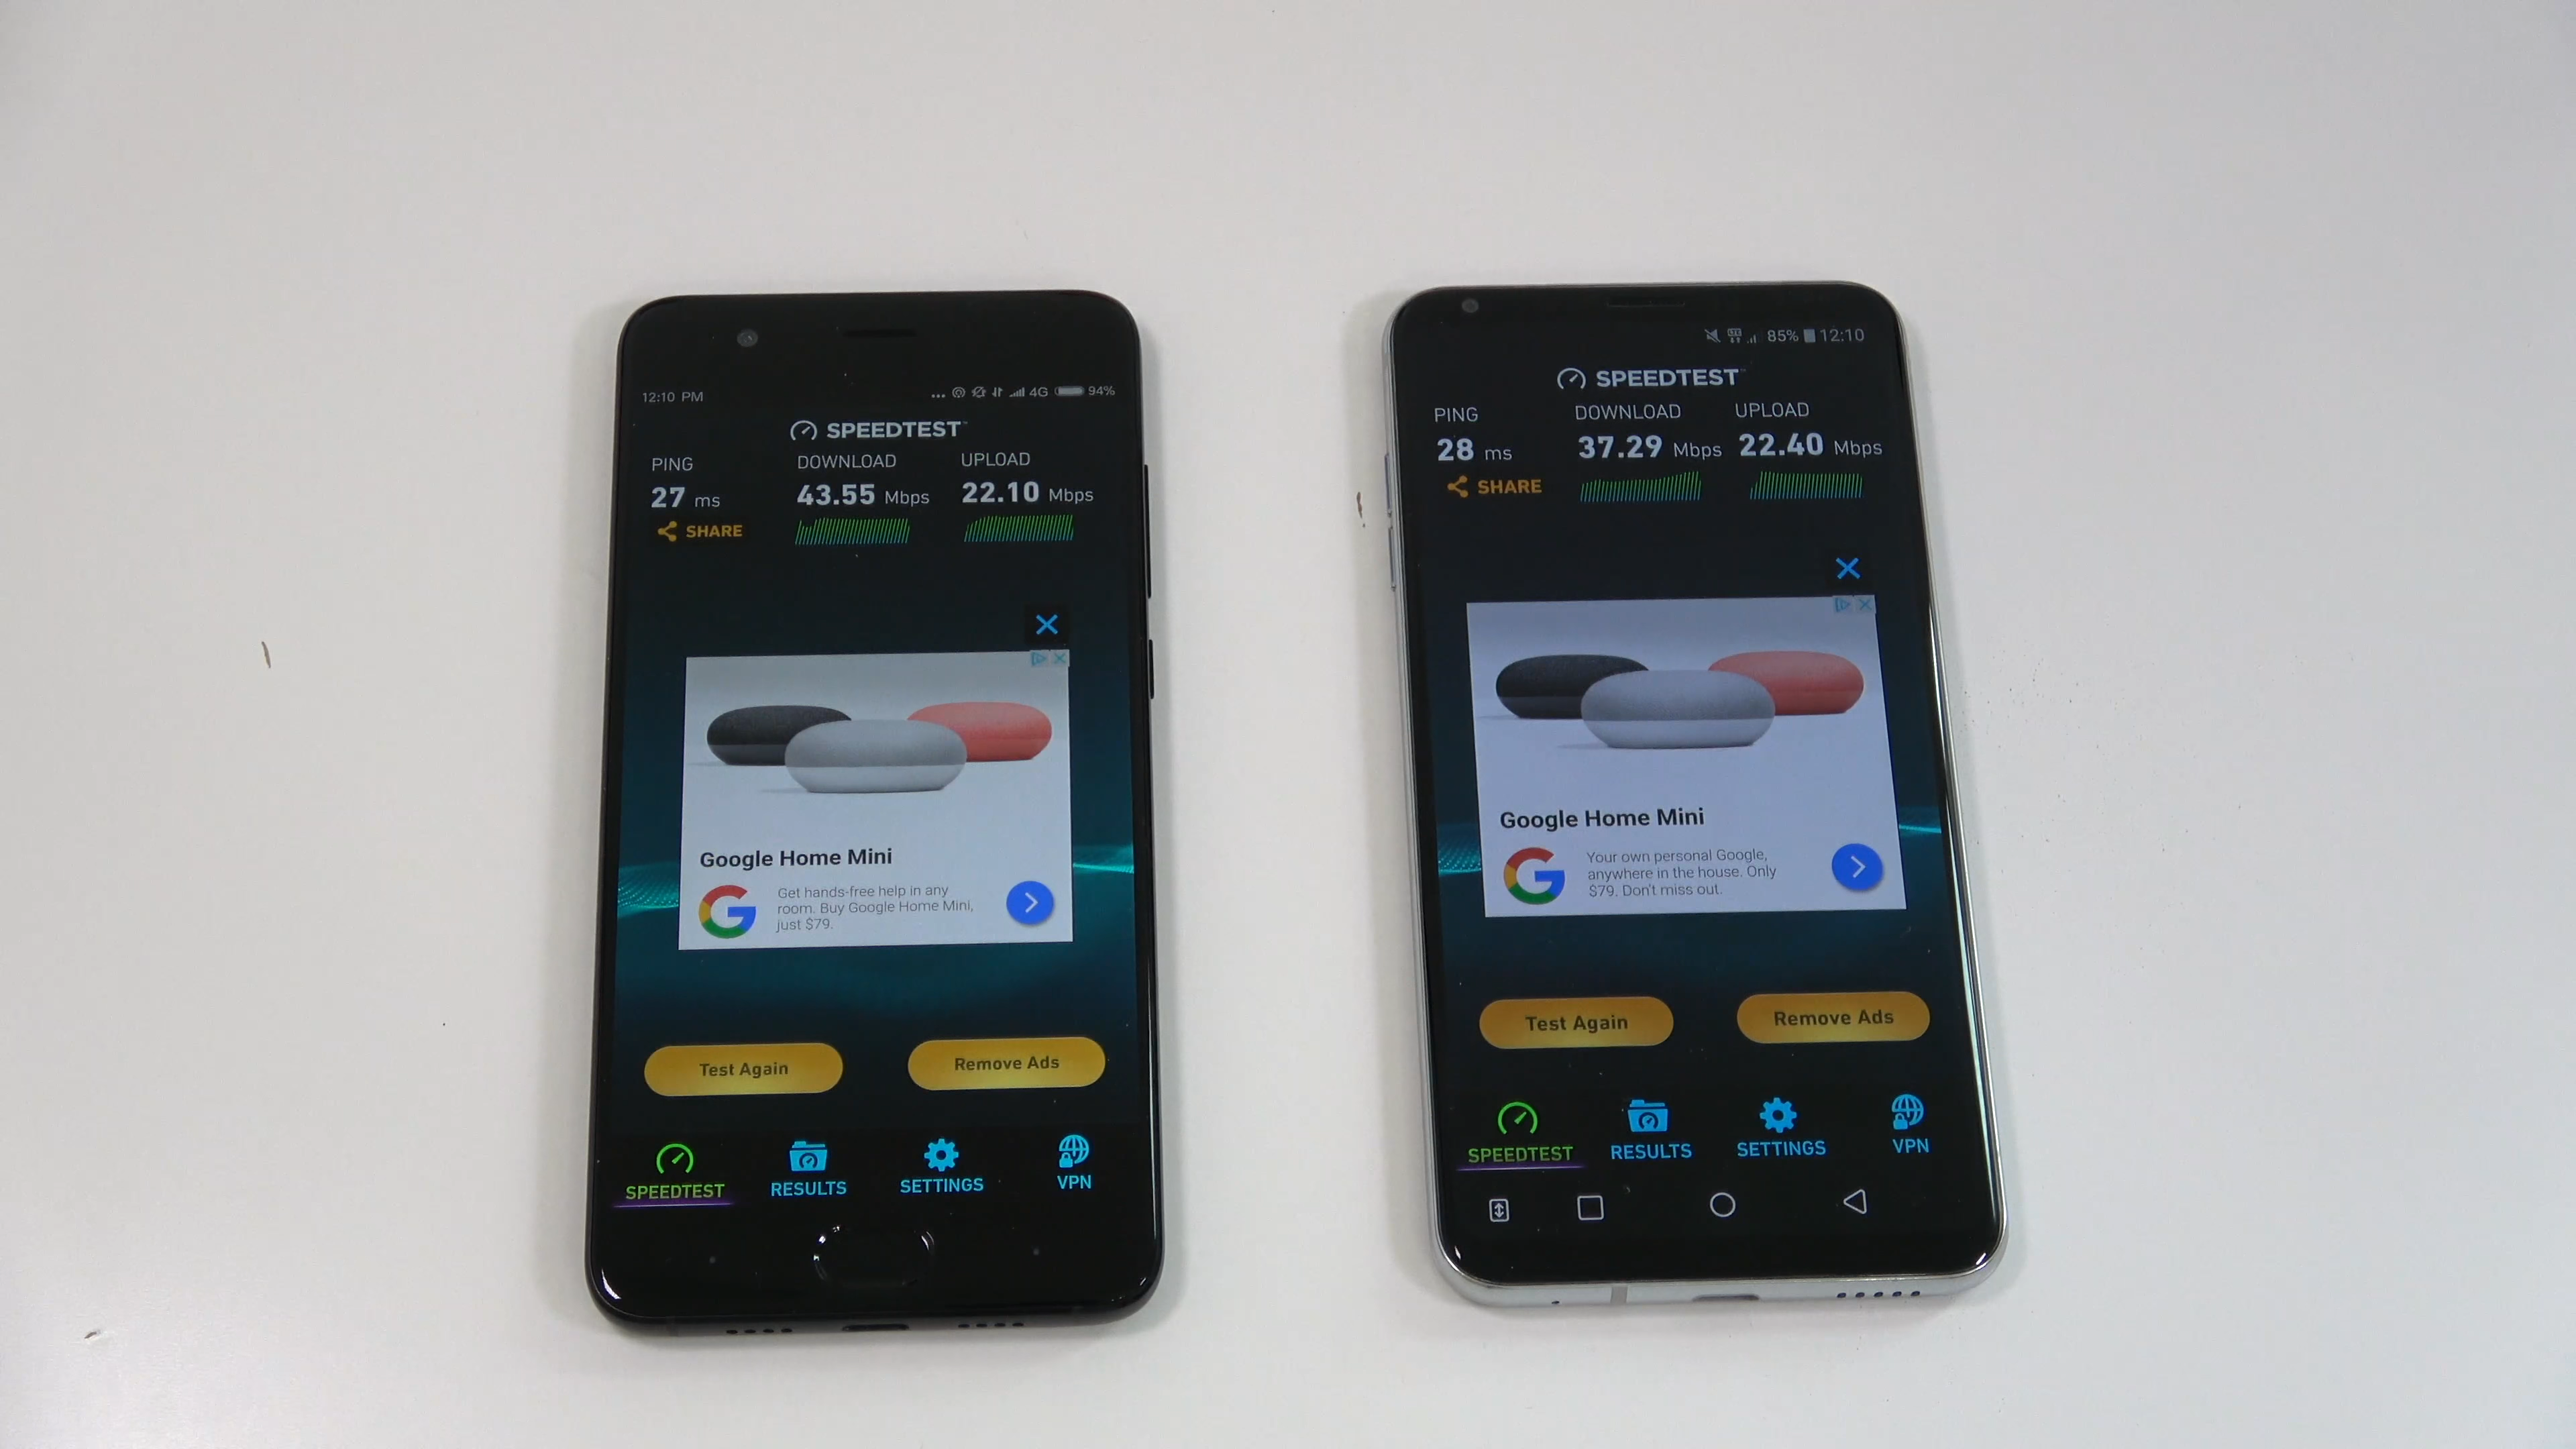 12:10 PM
4G 94%
SPEEDTEST
PING
DOWNLOAD
UPLOAD
27 ms
43.55 Mbps
22.10 Mbps
SHARE
Google Home Mini
Get hands-free help in any
room. Buy Google Home Mini,
just $79.
Test Again
Remove Ads
SPEEDTEST
RESULTS
SETTINGS
VPN
85% 12:10
SPEEDTEST
PING
DOWNLOAD
UPLOAD
28 ms
37.29 Mbps
22.40 Mbps
SHARE
Google Home Mini
Your own personal Google,
anywhere in the house. Only
$79. Don't miss out.
Test Again
Remove Ads
SPEEDTEST
RESULTS
SETTINGS
VPN